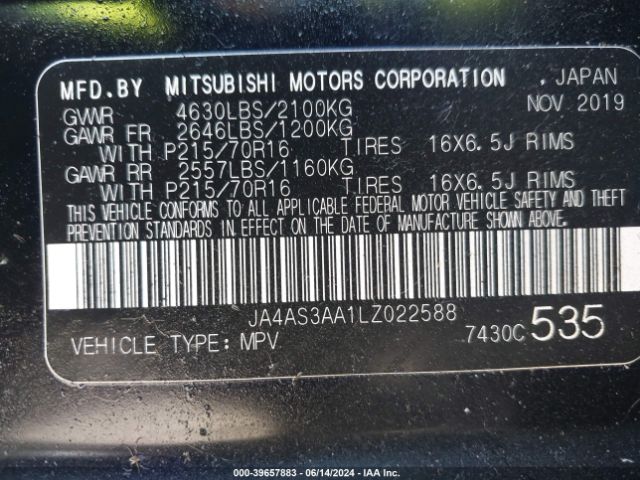 MFD. BY MITSUBISHI MOTORS CORPORATION , JAPAN
GVWR 4630LBS/2100KG NOV 2019
GAWR FR 2646LBS/1200KG
WITH P215/70R16 TIRES 16X6.5J RIMS
GAWR RR 2557LBS/1160KG
WITH P215/70R16 TIRES 16X6.5J RIMS
THIS VEHICLE CONFORMS TO ALL APPLICABLE FEDERAL MOTOR VEHICLE SAFETY AND THEFT
PREVENTION STANDARDS IN EFFECT ON THE DATE OF MANUFACTURE SHOWN ABOVE.
JA4AS3AA1LZ022588
VEHICLE TYPE: MPV 7430C 535
000-39657883 - 06/14/2024 - IAA Inc.